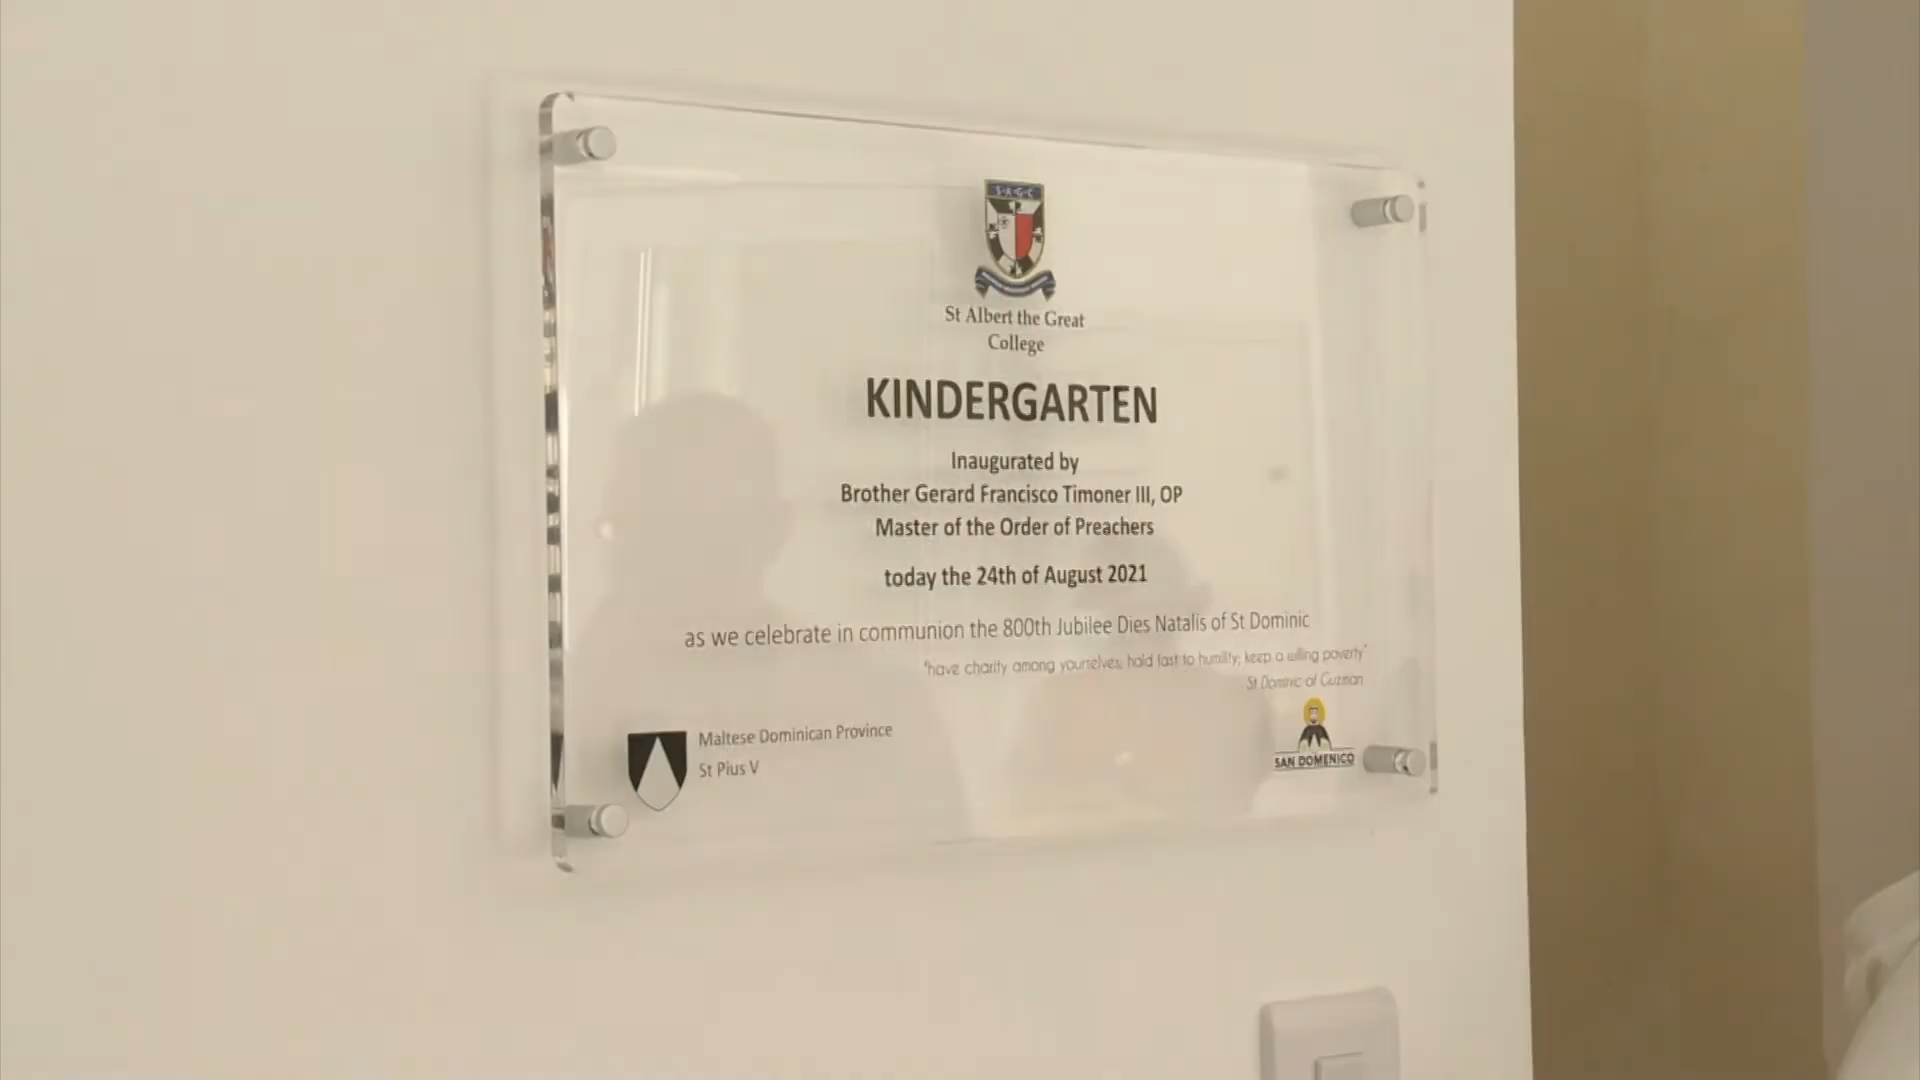 S·A·G·C
St Albert the Great
College
KINDERGARTEN
Inaugurated by
Brother Gerard Francisco Timoner III, OP
Master of the Order of Preachers
today the 24th of August 2021
as we celebrate in communion the 800th Jubilee Dies Natalis of St Dominic
"have charity among yourselves; hold fast to humility; keep a willing poverty"
St Dominic of Guzman
Maltese Dominican Province
St Pius V
SAN DOMENICO